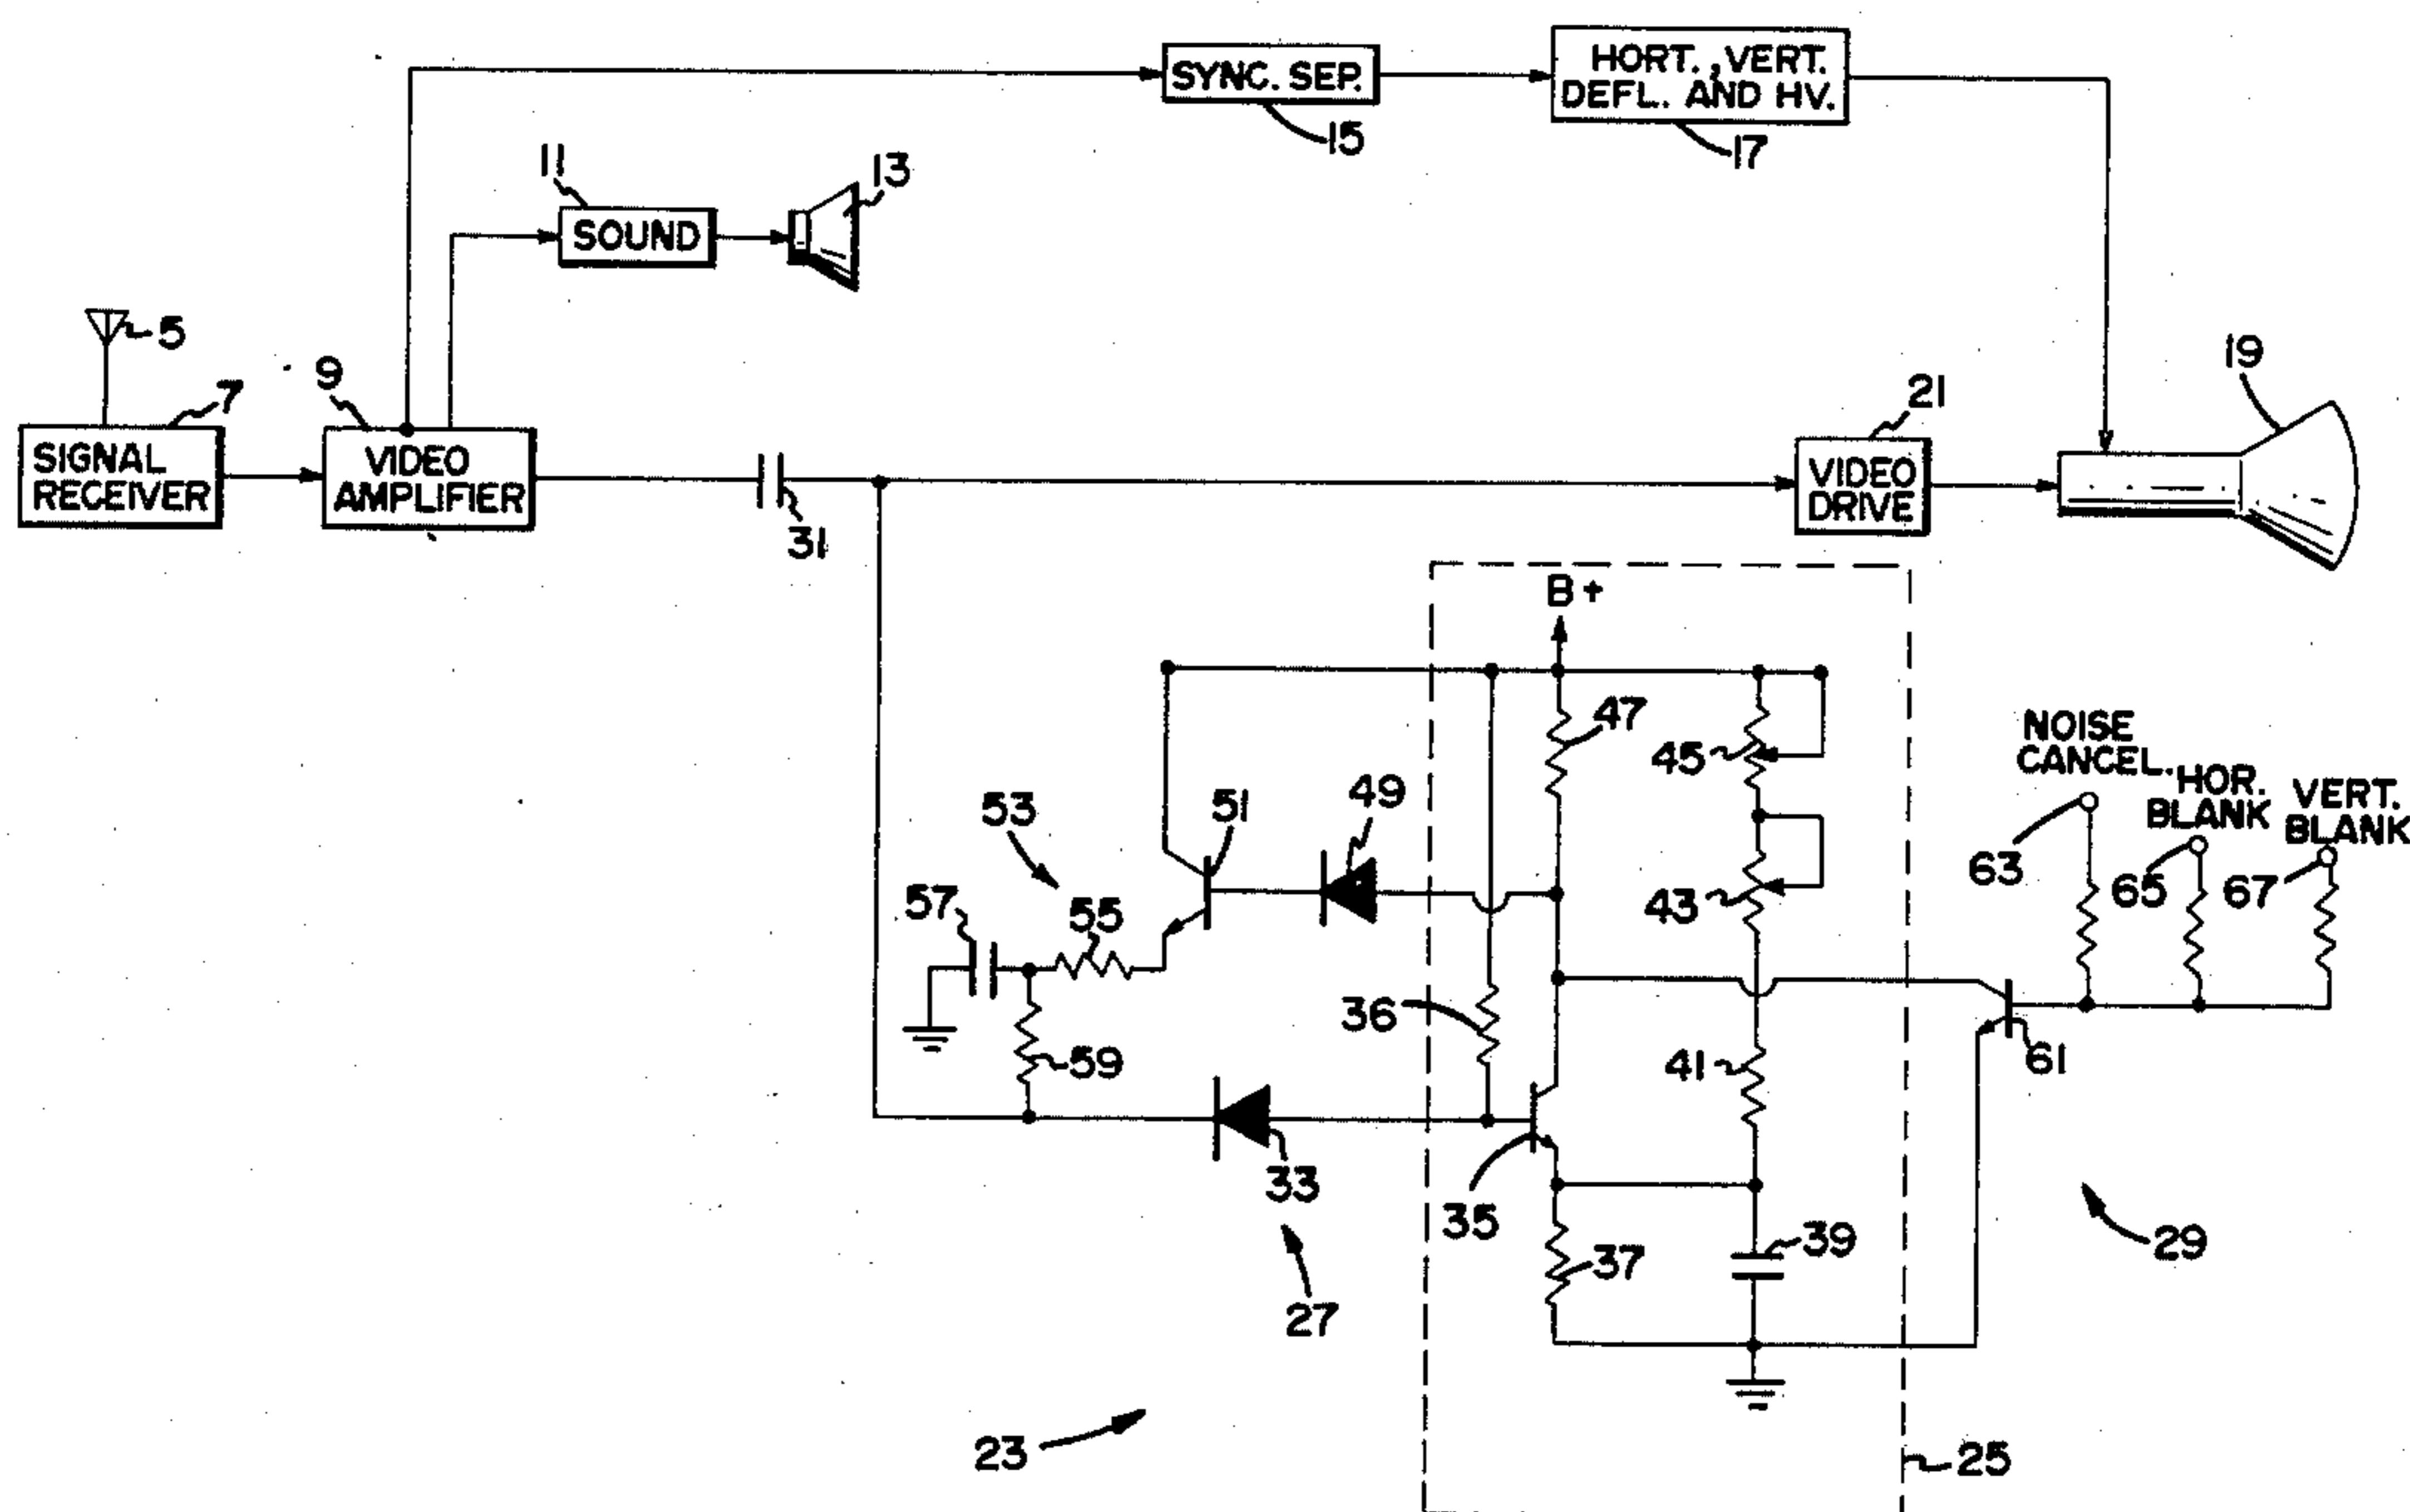 HORT.,VERT.
DEFL. AND HV.
SYNC. SEP.
15
17
11
13
SOUND
5
19
9
7
21
SIGNAL
RECEIVER
VIDEO
AMPLIFIER
VIDEO
DRIVE
31
B+
47
45
NOISE
CANCEL.
HOR.
BLANK
VERT.
BLANK
53
51
49
63
65
67
57
55
43
36
59
41
61
33
35
37
39
29
27
23
25